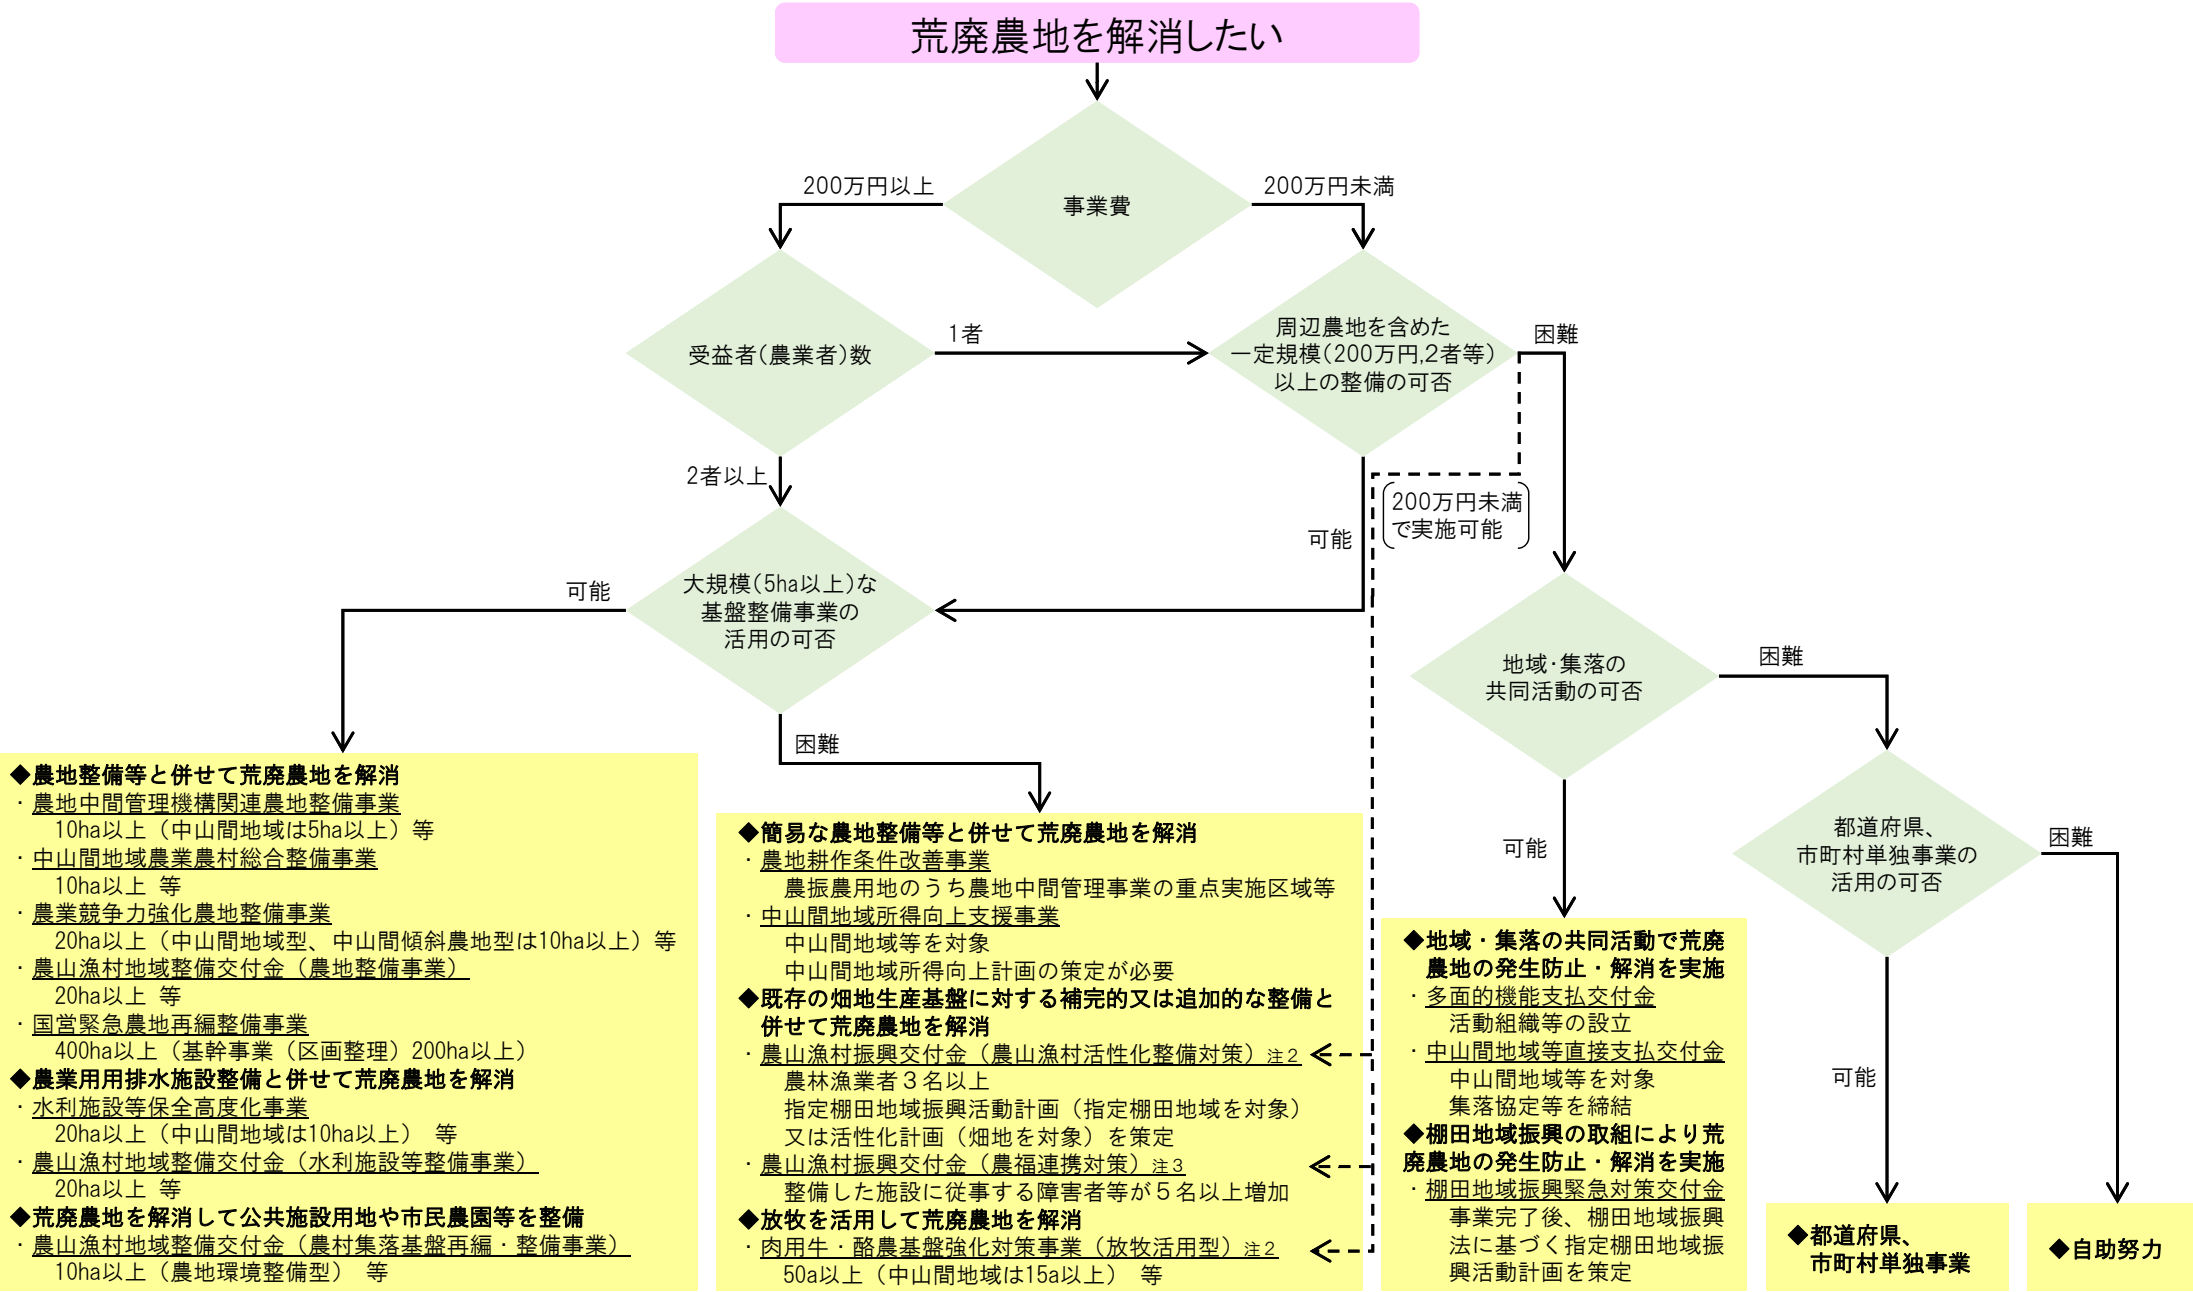 荒廃農地を解消したい
事業費
200万円以上
200万円未満
受益者(農業者)数
1者
2者以上
周辺農地を含めた
一定規模(200万円,2者等)
以上の整備の可否
困難
可能
200万円未満
で実施可能
大規模(5ha以上)な
基盤整備事業の
活用の可否
可能
困難
地域・集落の
共同活動の可否
困難
可能
都道府県、
市町村単独事業の
活用の可否
困難
可能
◆農地整備等と併せて荒廃農地を解消
・農地中間管理機構関連農地整備事業
10ha以上(中山間地域は5ha以上)等
・中山間地域農業農村総合整備事業
10ha以上 等
・農業競争力強化農地整備事業
20ha以上(中山間地域型、中山間傾斜農地型は10ha以上)等
・農山漁村地域整備交付金(農地整備事業)
20ha以上 等
・国営緊急農地再編整備事業
400ha以上(基幹事業(区画整理)200ha以上)
◆農業用用排水施設整備と併せて荒廃農地を解消
・水利施設等保全高度化事業
20ha以上(中山間地域は10ha以上) 等
・農山漁村地域整備交付金(水利施設等整備事業)
20ha以上 等
◆荒廃農地を解消して公共施設用地や市民農園等を整備
・農山漁村地域整備交付金(農村集落基盤再編・整備事業)
10ha以上(農地環境整備型) 等
◆簡易な農地整備等と併せて荒廃農地を解消
・農地耕作条件改善事業
農振農用地のうち農地中間管理事業の重点実施区域等
・中山間地域所得向上支援事業
中山間地域等を対象
中山間地域所得向上計画の策定が必要
◆既存の畑地生産基盤に対する補完的又は追加的な整備と
併せて荒廃農地を解消
・農山漁村振興交付金(農山漁村活性化整備対策)注2
農林漁業者3名以上
指定棚田地域振興活動計画(指定棚田地域を対象)
又は活性化計画(畑地を対象)を策定
・農山漁村振興交付金(農福連携対策)注3
整備した施設に従事する障害者等が5名以上増加
◆放牧を活用して荒廃農地を解消
・肉用牛・酪農基盤強化対策事業(放牧活用型)注2
50a以上(中山間地域は15a以上) 等
◆地域・集落の共同活動で荒廃
農地の発生防止・解消を実施
・多面的機能支払交付金
活動組織等の設立
・中山間地域等直接支払交付金
中山間地域等を対象
集落協定等を締結
◆棚田地域振興の取組により荒
廃農地の発生防止・解消を実施
・棚田地域振興緊急対策交付金
事業完了後、棚田地域振興
法に基づく指定棚田地域振
興活動計画を策定
◆都道府県、
市町村単独事業
◆自助努力